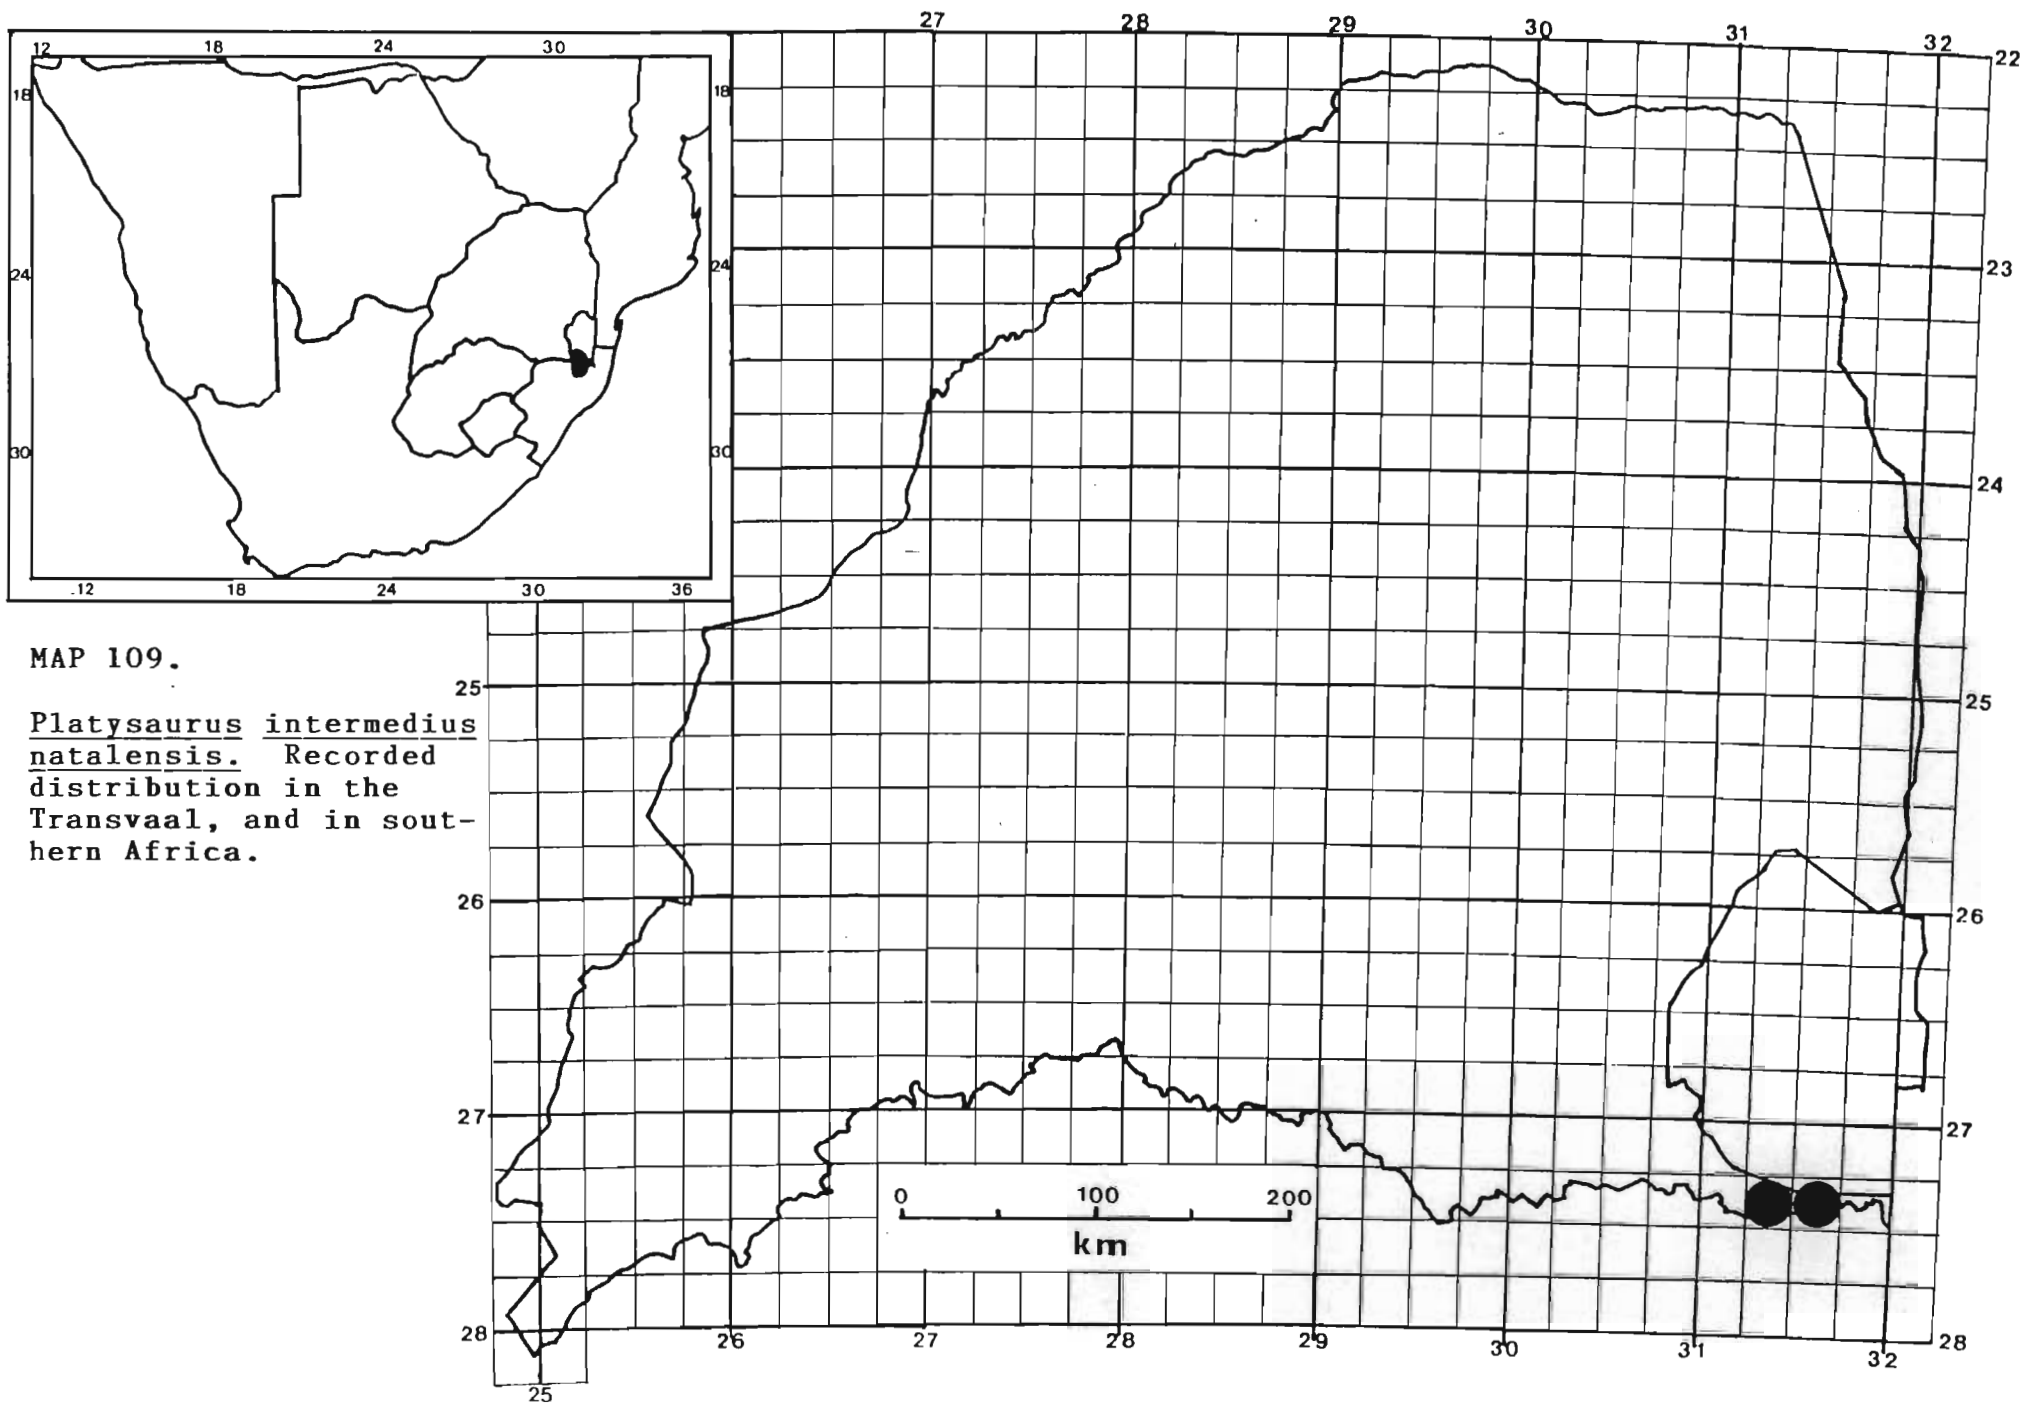 27 28 29 30 31 32
22
12 18 24 30
18 18
24 24
23
30 30
24
.12 18 24 30 36
MAP 109.
25 25
Platysaurus intermedius
natalensis. Recorded
distribution in the
Transvaal, and in sout-
hern Africa.
26 26
27 27
0 100 200
km
28 28
26 27 28 29 30 31 32
25